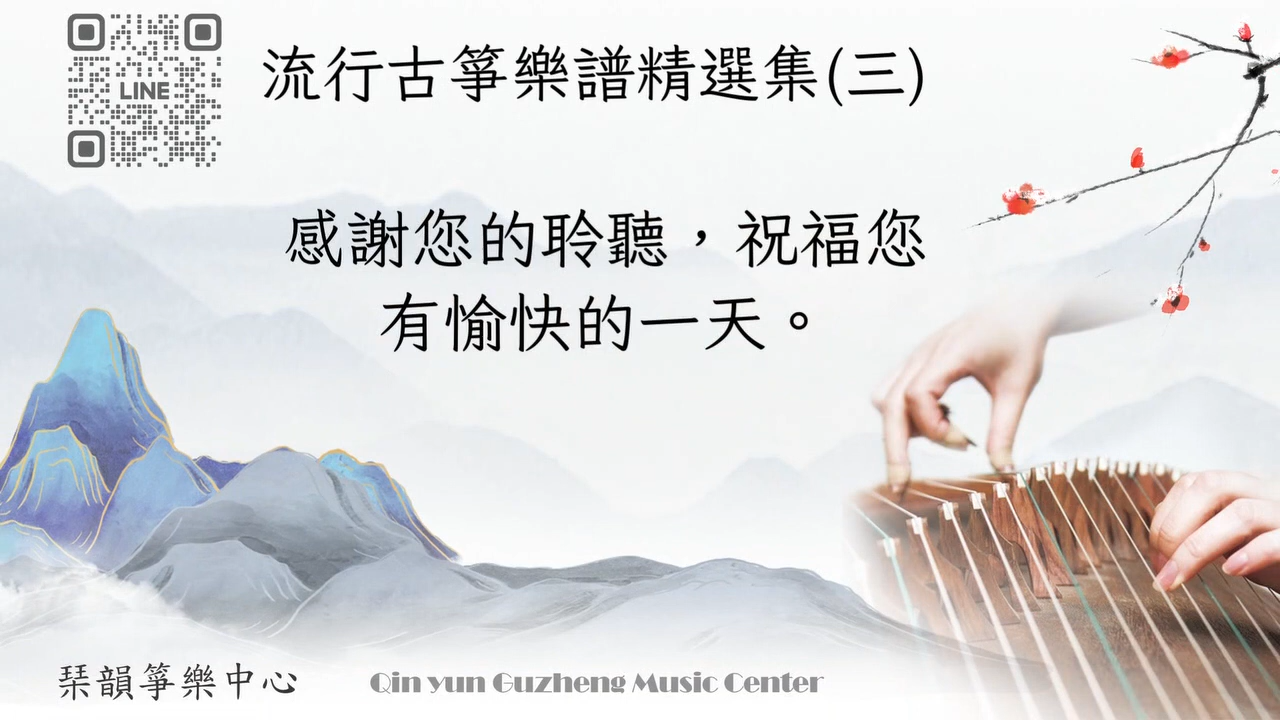 LINE
流行古箏樂譜精選集(三)
感謝您的聆聽，祝福您
有愉快的一天。
琹韻箏樂中心
Qin yun Guzheng Music Center